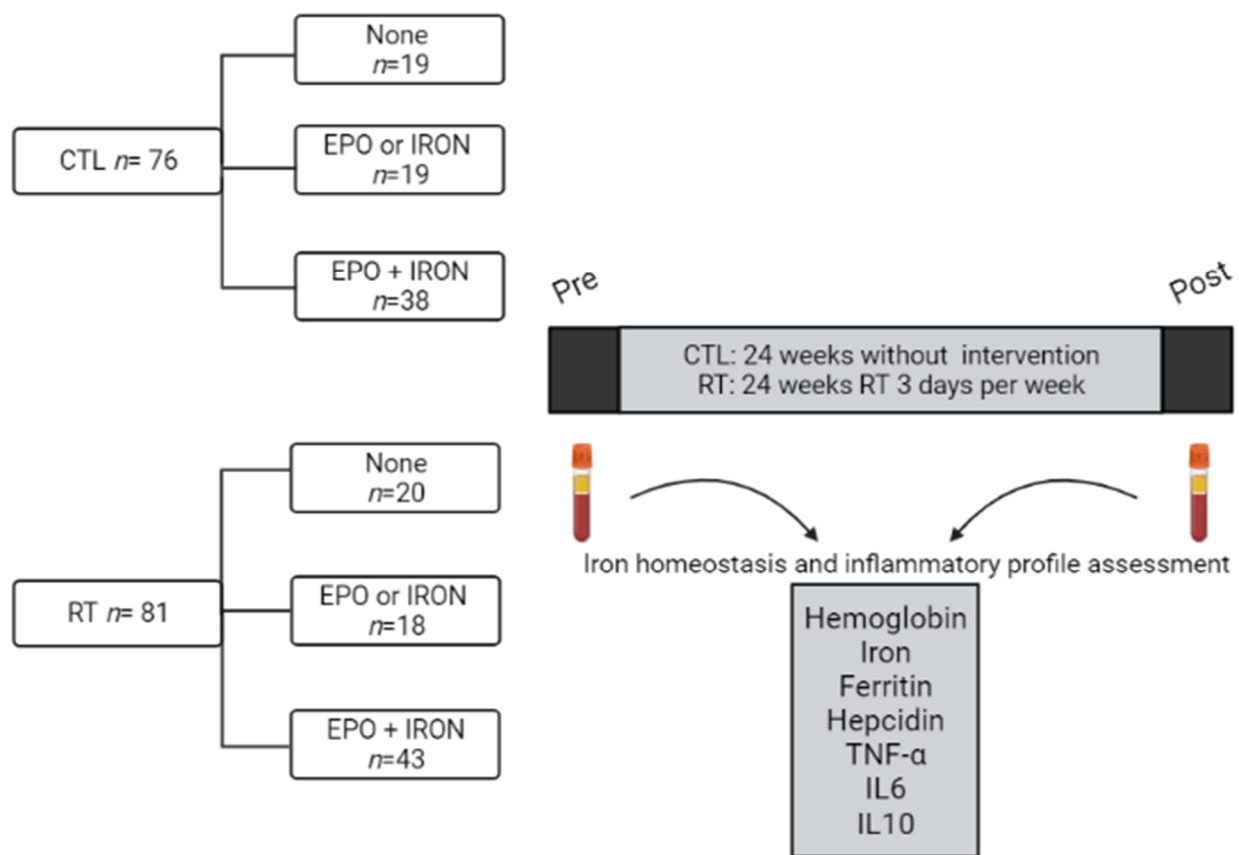 None
n=19
CTL n= 76
EPO or IRON
n=19
EPO + IRON
n=38
None
n=20
RT n= 81
EPO or IRON
n=18
EPO + IRON
n=43
Pre
Post
CTL: 24 weeks without intervention
RT: 24 weeks RT 3 days per week
Iron homeostasis and inflammatory profile assessment
Hemoglobin
Iron
Ferritin
Hepcidin
TNF-α
IL6
IL10